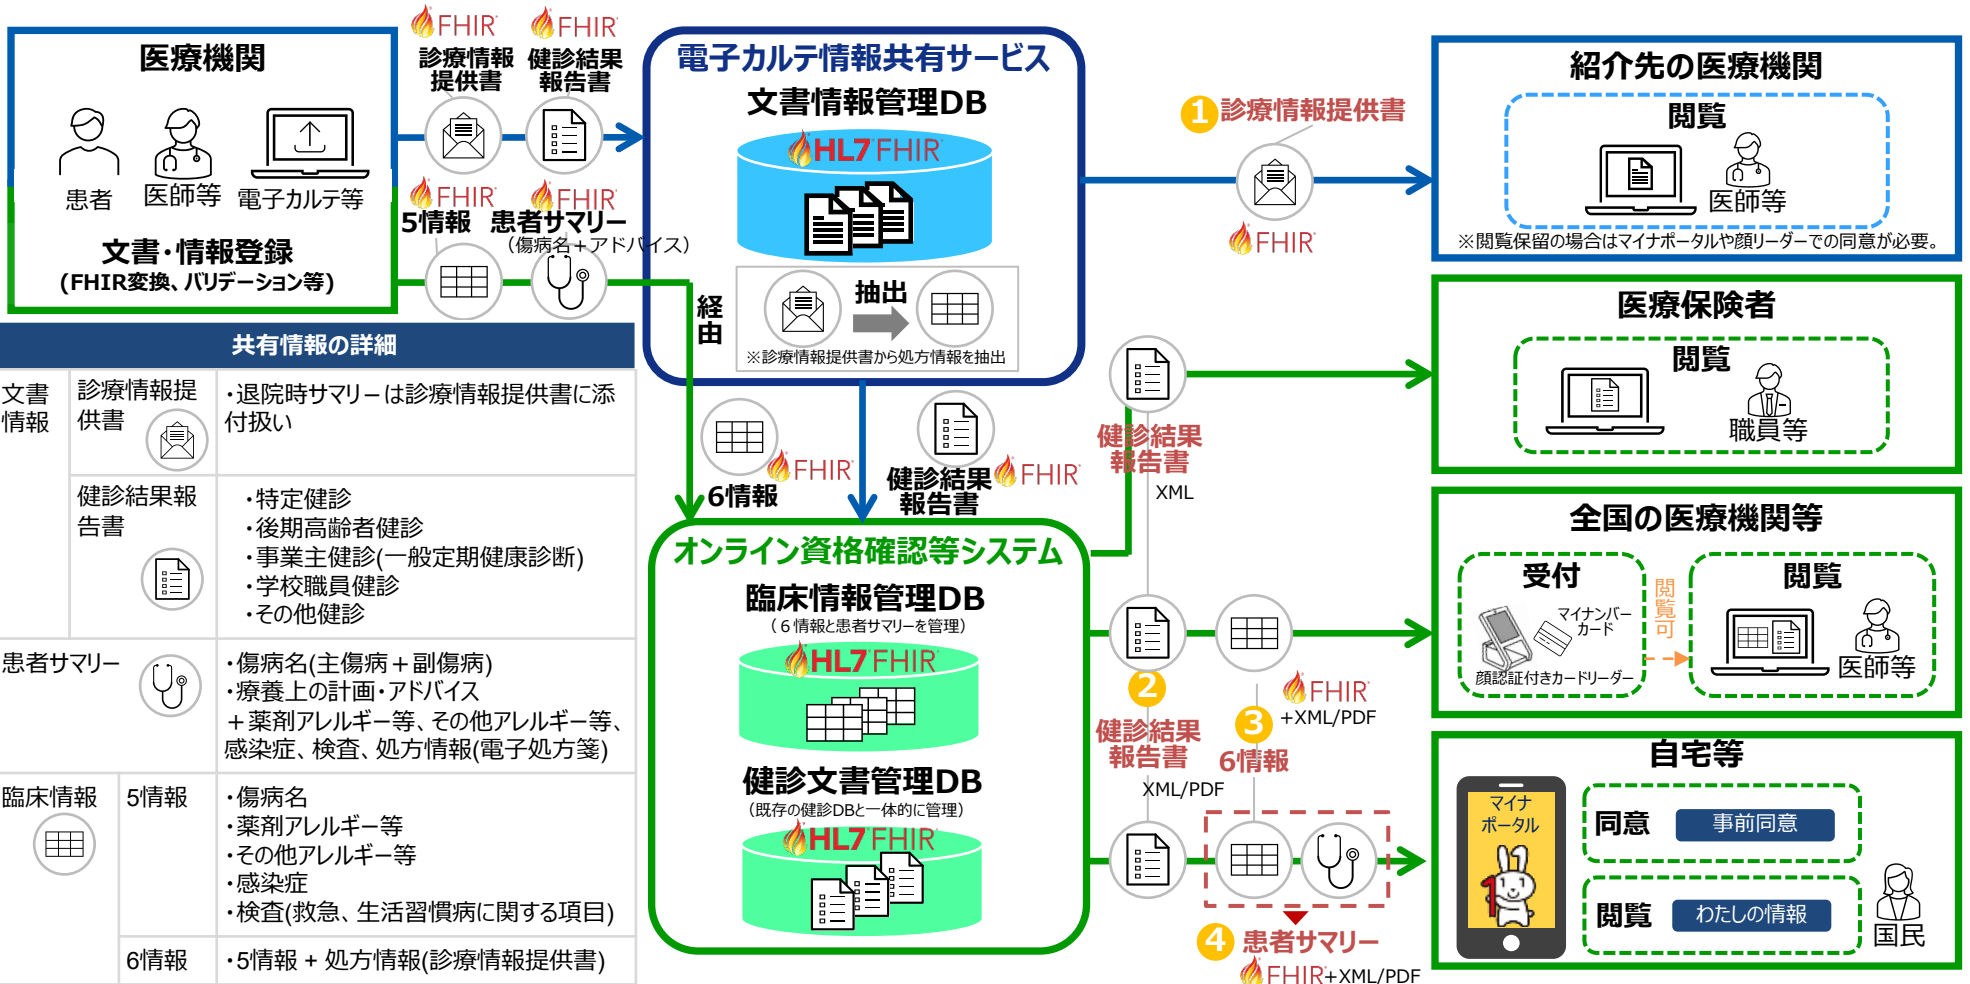 医療機関
患者
医師等
電子カルテ等
文書・情報登録
(FHIR変換、バリデーション等)
FHIR
診療情報
提供書
FHIR
健診結果
報告書
FHIR
5情報
FHIR
患者サマリー
（傷病名＋アドバイス）
電子カルテ情報共有サービス
文書情報管理DB
HL7 FHIR
抽出
※診療情報提供書から処方情報を抽出
経由
1
診療情報提供書
FHIR
紹介先の医療機関
閲覧
医師等
※閲覧保留の場合はマイナポータルや顔リーダーでの同意が必要。
医療保険者
閲覧
職員等
健診結果
報告書
XML
6情報
FHIR
健診結果
報告書
FHIR
オンライン資格確認等システム
臨床情報管理DB
（６情報と患者サマリーを管理）
HL7 FHIR
健診文書管理DB
（既存の健診DBと一体的に管理）
HL7 FHIR
2
健診結果
報告書
XML/PDF
3
6情報
FHIR
+XML/PDF
4
患者サマリー
FHIR+XML/PDF
全国の医療機関等
受付
マイナンバー
カード
顔認証付きカードリーダー
閲覧可
閲覧
医師等
自宅等
マイナ
ポータル
1
同意
事前同意
閲覧
わたしの情報
国民
共有情報の詳細
文書
情報
診療情報提
供書
・退院時サマリーは診療情報提供書に添
付扱い
健診結果報
告書
・特定健診
・後期高齢者健診
・事業主健診(一般定期健康診断)
・学校職員健診
・その他健診
患者サマリー
・傷病名(主傷病＋副傷病)
・療養上の計画・アドバイス
＋薬剤アレルギー等、その他アレルギー等、
感染症、検査、処方情報(電子処方箋)
臨床情報
5情報
・傷病名
・薬剤アレルギー等
・その他アレルギー等
・感染症
・検査(救急、生活習慣病に関する項目)
6情報
・5情報 + 処方情報(診療情報提供書)